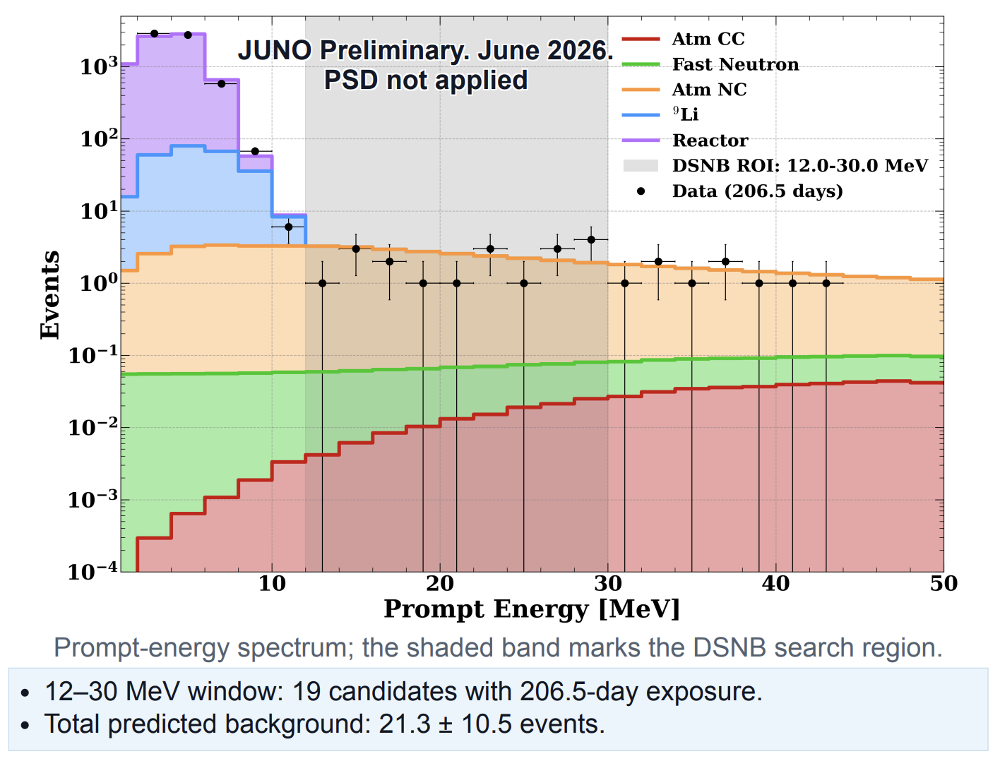 JUNO Preliminary. June 2026.
PSD not applied
Atm CC
Fast Neutron
Atm NC
⁹Li
Reactor
DSNB ROI: 12.0-30.0 MeV
Data (206.5 days)
Events
10³
10²
10¹
10⁰
10⁻¹
10⁻²
10⁻³
10⁻⁴
10 20 30 40 50
Prompt Energy [MeV]
Prompt-energy spectrum; the shaded band marks the DSNB search region.
• 12–30 MeV window: 19 candidates with 206.5-day exposure.
• Total predicted background: 21.3 ± 10.5 events.